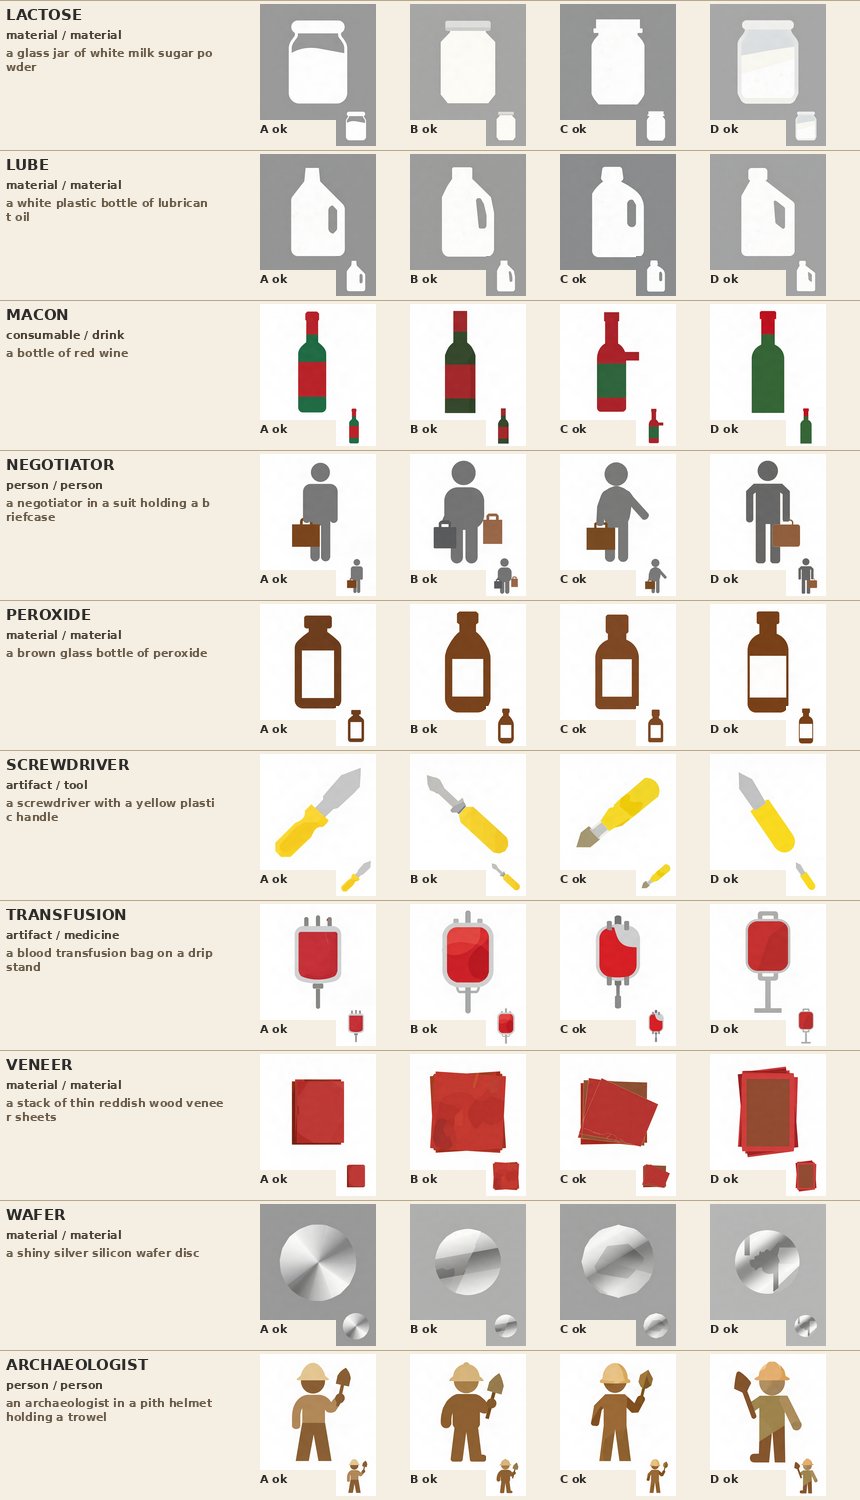 LACTOSE
material / material
a glass jar of white milk sugar po
wder
A ok
B ok
C ok
D ok
LUBE
material / material
a white plastic bottle of lubrican
t oil
A ok
B ok
C ok
D ok
MACON
consumable / drink
a bottle of red wine
A ok
B ok
C ok
D ok
NEGOTIATOR
person / person
a negotiator in a suit holding a b
riefcase
A ok
B ok
C ok
D ok
PEROXIDE
material / material
a brown glass bottle of peroxide
A ok
B ok
C ok
D ok
SCREWDRIVER
artifact / tool
a screwdriver with a yellow plasti
c handle
A ok
B ok
C ok
D ok
TRANSFUSION
artifact / medicine
a blood transfusion bag on a drip
stand
A ok
B ok
C ok
D ok
VENEER
material / material
a stack of thin reddish wood venee
r sheets
A ok
B ok
C ok
D ok
WAFER
material / material
a shiny silver silicon wafer disc
A ok
B ok
C ok
D ok
ARCHAEOLOGIST
person / person
an archaeologist in a pith helmet
holding a trowel
A ok
B ok
C ok
D ok